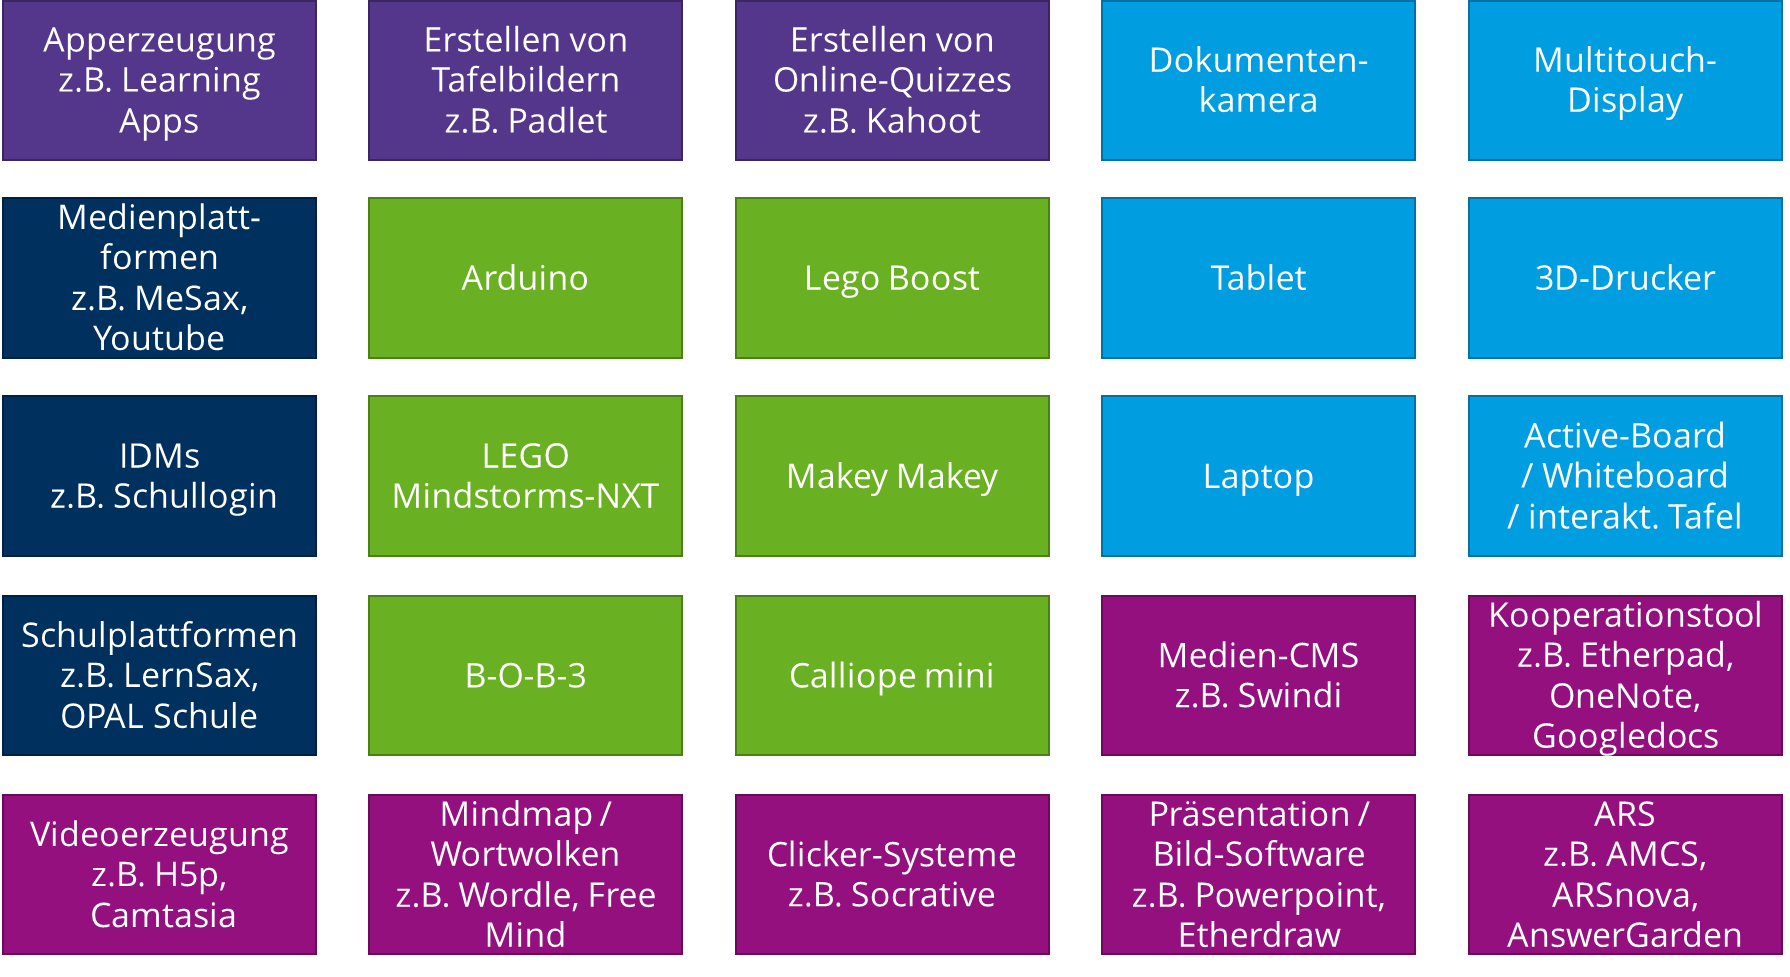 Apperzeugung
z.B. Learning
Apps
Erstellen von
Tafelbildern
z.B. Padlet
Erstellen von
Online-Quizzes
z.B. Kahoot
Dokumenten-
kamera
Multitouch-
Display
Medienplatt-
formen
z.B. MeSax,
Youtube
Arduino
Lego Boost
Tablet
3D-Drucker
IDMs
z.B. Schullogin
LEGO
Mindstorms-NXT
Makey Makey
Laptop
Active-Board
/ Whiteboard
/ interakt. Tafel
Schulplattformen
z.B. LernSax,
OPAL Schule
B-O-B-3
Calliope mini
Medien-CMS
z.B. Swindi
Kooperationstool
z.B. Etherpad,
OneNote,
Googledocs
Videoerzeugung
z.B. H5p,
Camtasia
Mindmap /
Wortwolken
z.B. Wordle, Free
Mind
Clicker-Systeme
z.B. Socrative
Präsentation /
Bild-Software
z.B. Powerpoint,
Etherdraw
ARS
z.B. AMCS,
ARSnova,
AnswerGarden